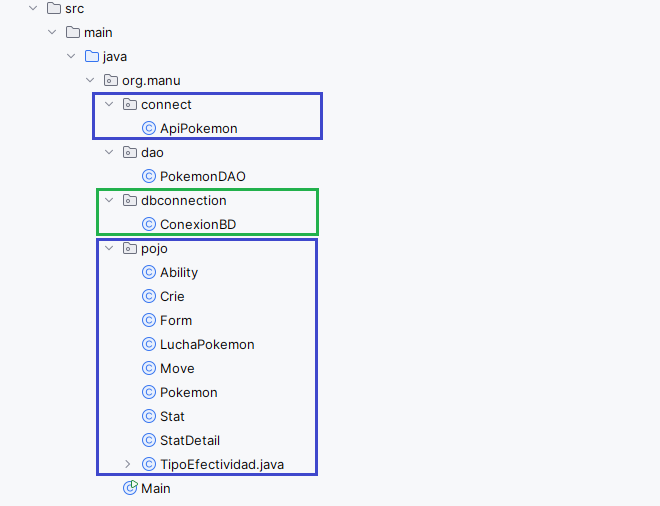 src
main
java
org.manu
connect
ApiPokemon
dao
PokemonDAO
dbconnection
ConexionBD
pojo
Ability
Crie
Form
LuchaPokemon
Move
Pokemon
Stat
StatDetail
TipoEfectividad.java
Main